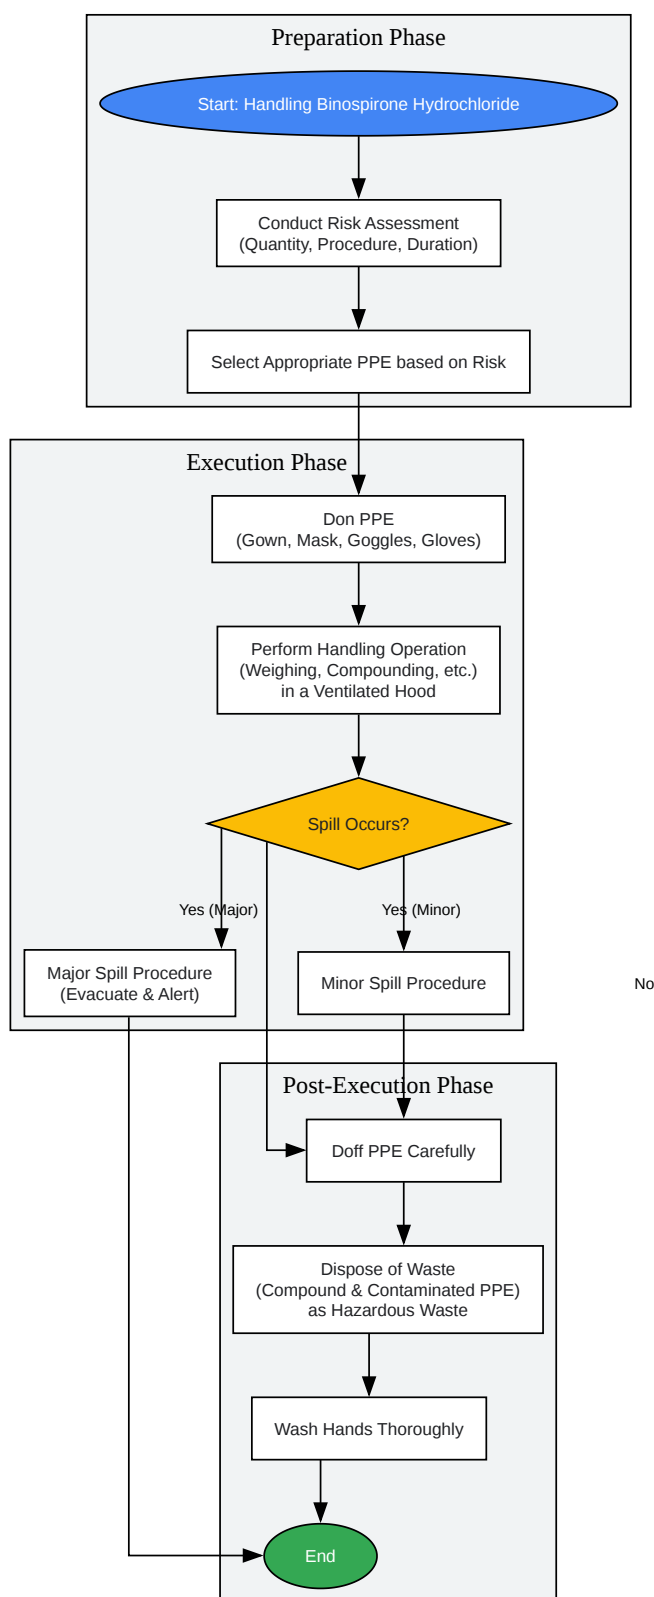 Preparation Phase
Start: Handling Binospirone Hydrochloride
Conduct Risk Assessment
(Quantity, Procedure, Duration)
Select Appropriate PPE based on Risk
Execution Phase
Don PPE
(Gown, Mask, Goggles, Gloves)
Perform Handling Operation
(Weighing, Compounding, etc.)
in a Ventilated Hood
Spill Occurs?
Yes (Major)
Yes (Minor)
Major Spill Procedure
(Evacuate & Alert)
Minor Spill Procedure
No
Post-Execution Phase
Doff PPE Carefully
Dispose of Waste
(Compound & Contaminated PPE)
as Hazardous Waste
Wash Hands Thoroughly
End